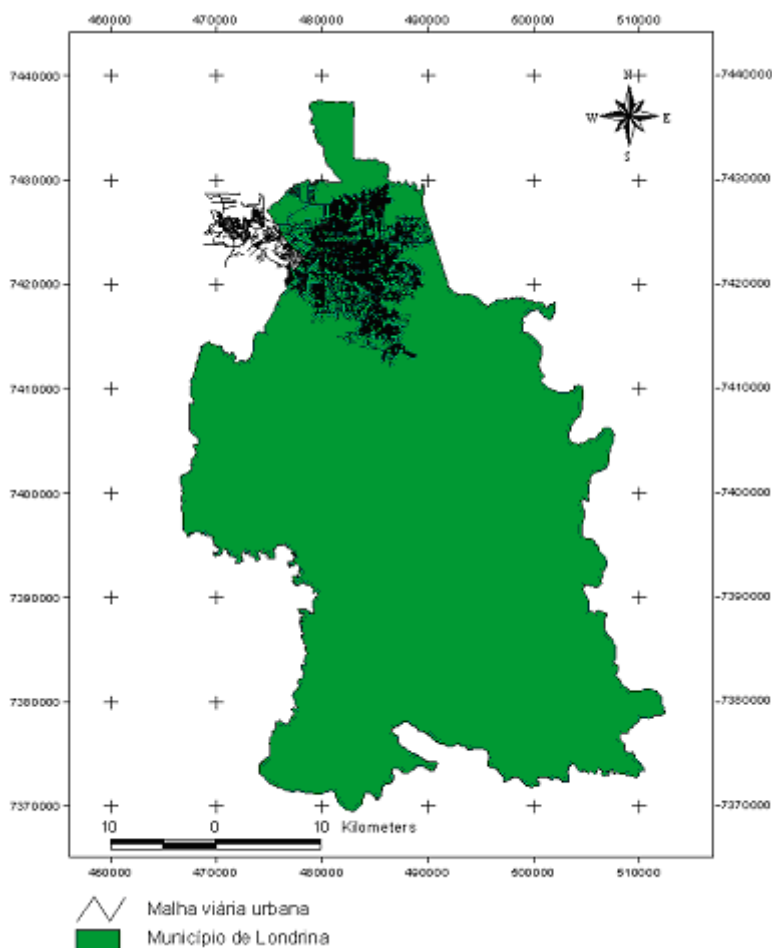 460000 470000 480000 490000 500000 510000
7440000 7440000
N
W E
S
7430000 7430000
7420000 7420000
7410000 7410000
7400000 7400000
7390000 7390000
7380000 7380000
7370000 7370000
10 0 10 Kilometers
460000 470000 480000 490000 500000 510000
Malha viária urbana
Município de Londrina